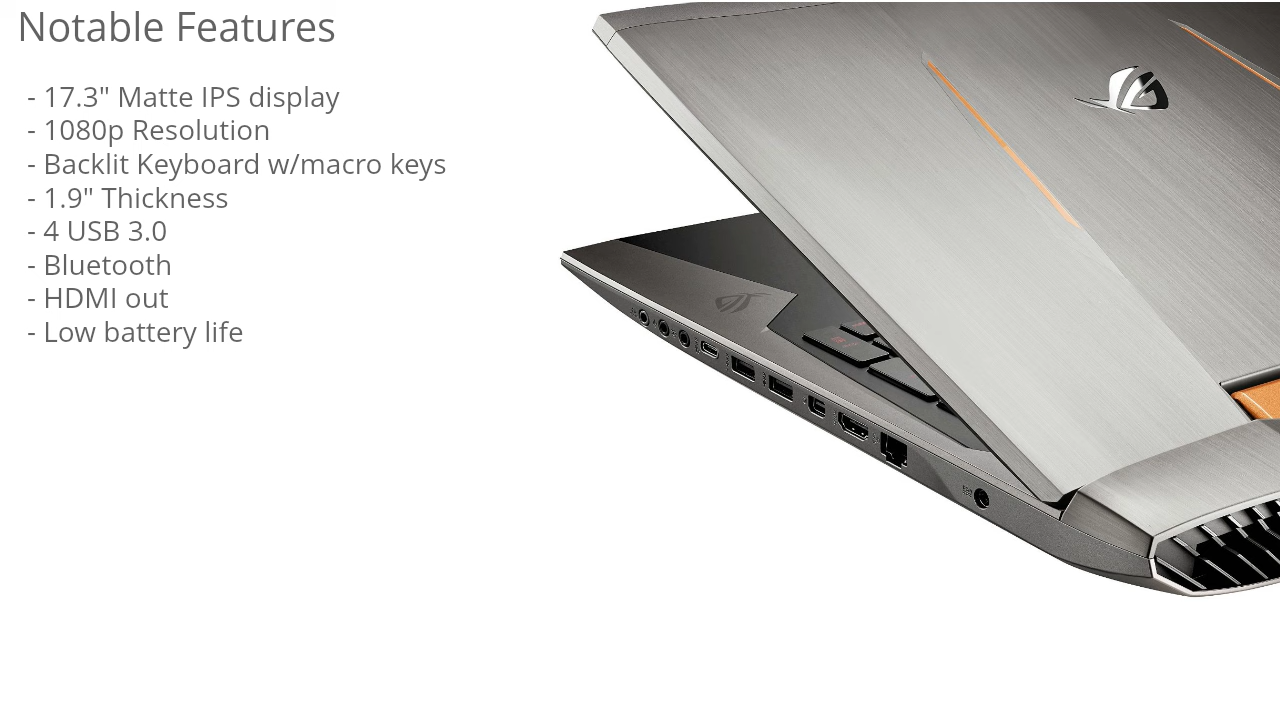 Notable Features
- 17.3" Matte IPS display
- 1080p Resolution
- Backlit Keyboard w/macro keys
- 1.9" Thickness
- 4 USB 3.0
- Bluetooth
- HDMI out
- Low battery life